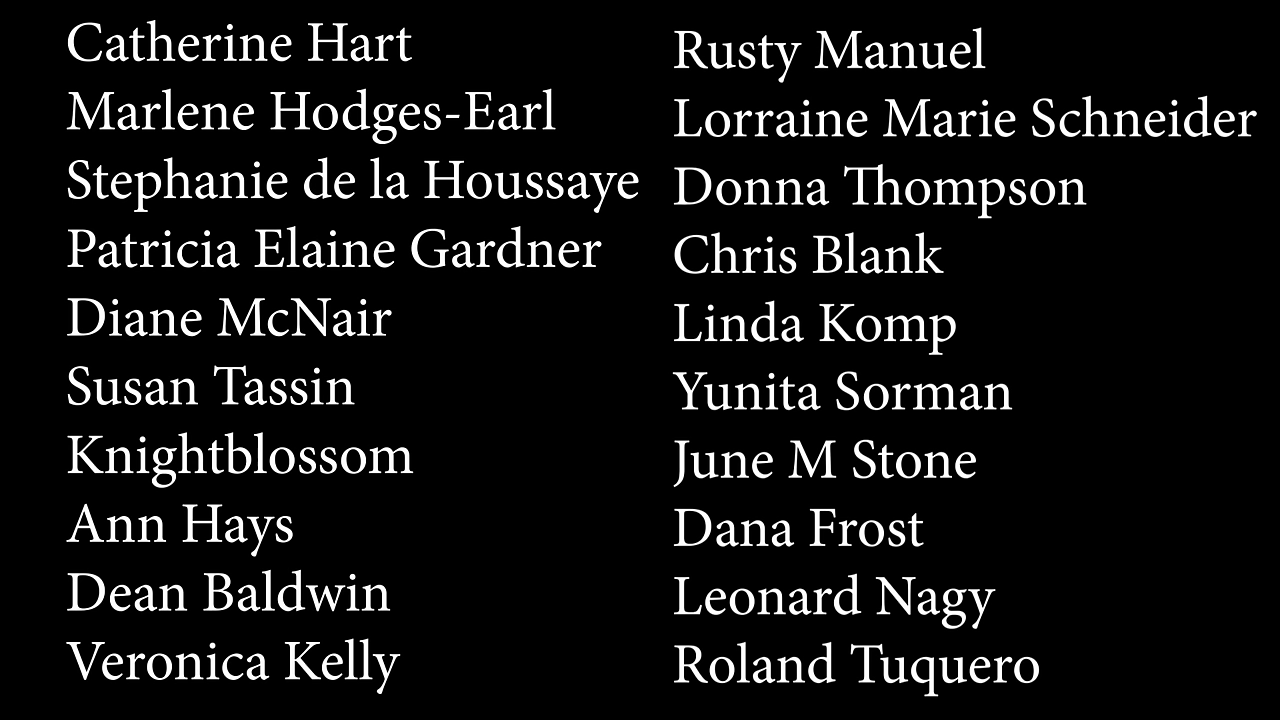 Catherine Hart
Marlene Hodges-Earl
Stephanie de la Houssaye
Patricia Elaine Gardner
Diane McNair
Susan Tassin
Knightblossom
Ann Hays
Dean Baldwin
Veronica Kelly
Rusty Manuel
Lorraine Marie Schneider
Donna Thompson
Chris Blank
Linda Komp
Yunita Sorman
June M Stone
Dana Frost
Leonard Nagy
Roland Tuquero